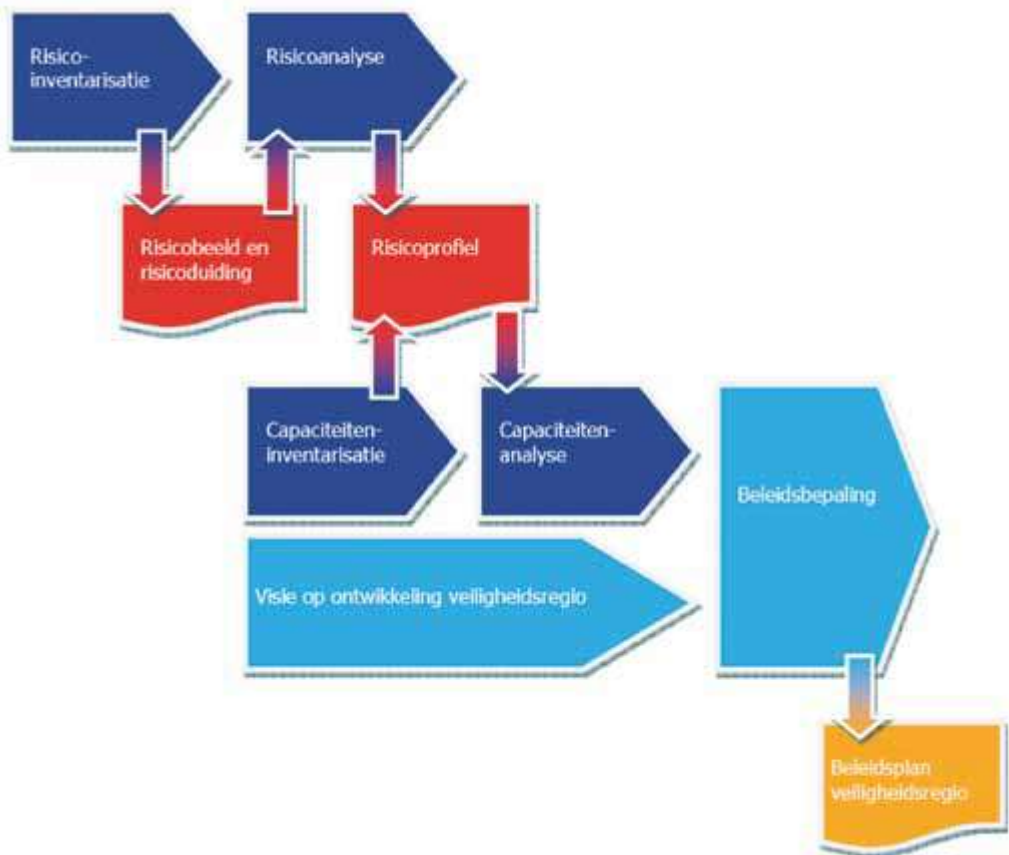 Risico-
inventarisatie
Risicoanalyse
Risicobeeld en
risicoduiding
Risicoprofiel
Capaciteiten-
inventarisatie
Capaciteiten-
analyse
Beleidsbepaling
Visie op ontwikkeling veiligheidsregio
Beleidsplan
veiligheidsregio